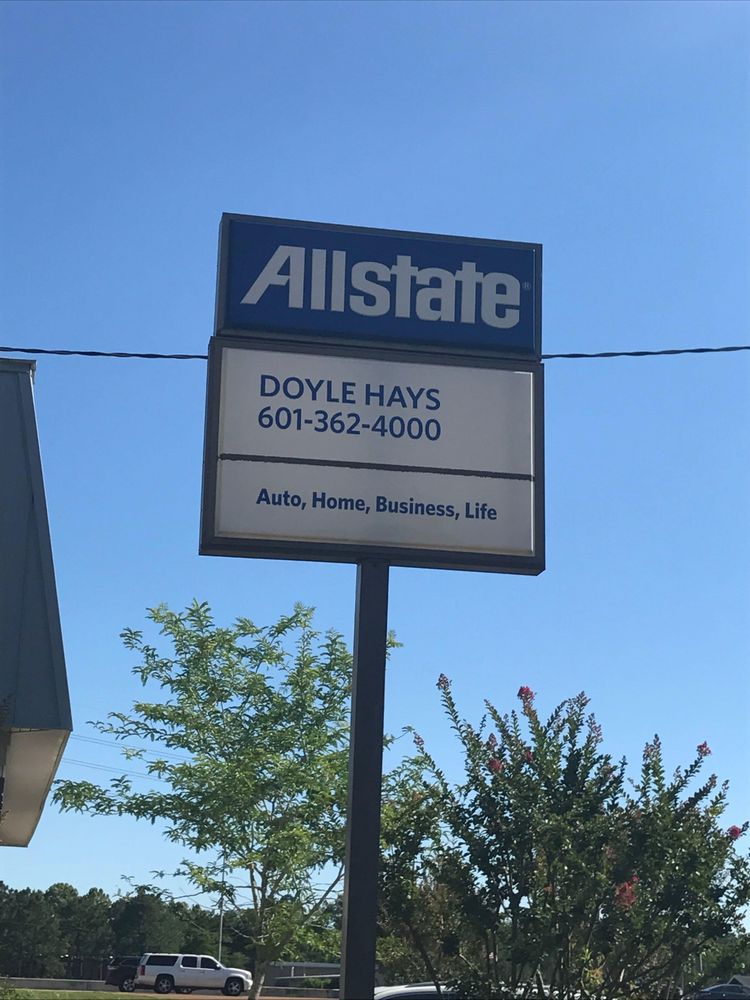 Allstate®
DOYLE HAYS
601-362-4000
Auto, Home, Business, Life